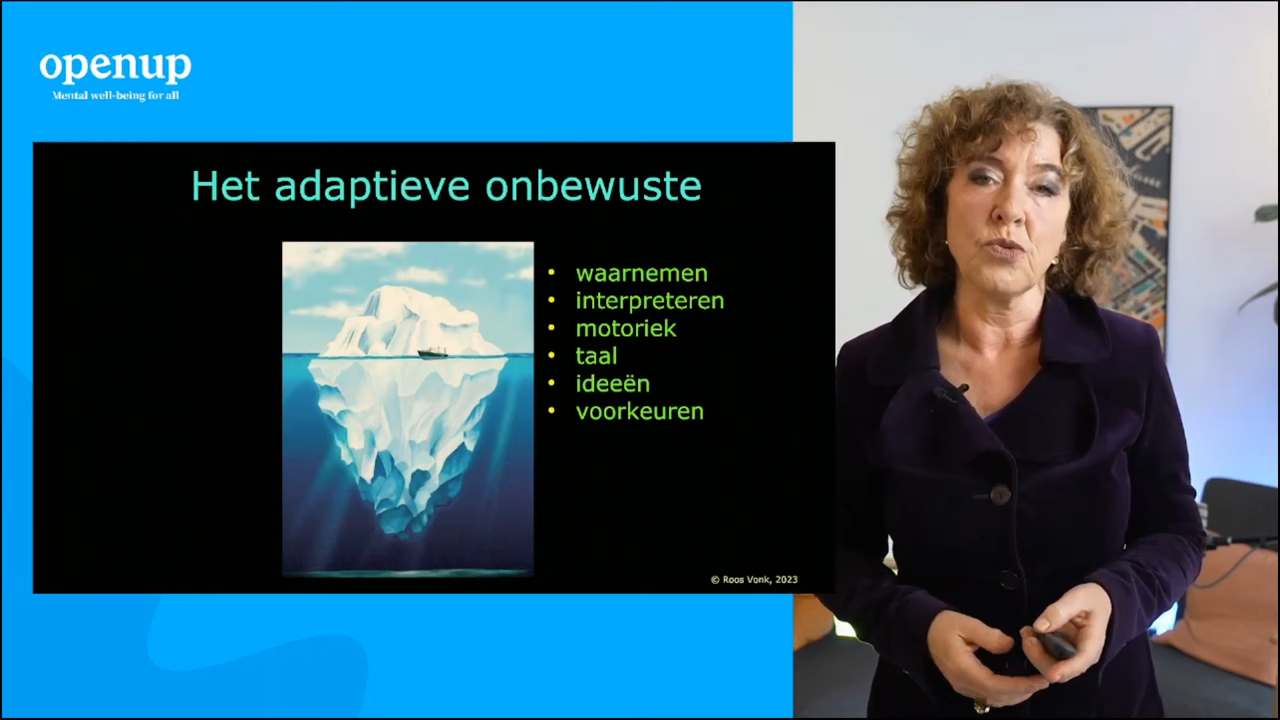 openup
Mental well-being for all
Het adaptieve onbewuste
• waarnemen
• interpreteren
• motoriek
• taal
• ideeën
• voorkeuren
© Roos Vonk, 2023